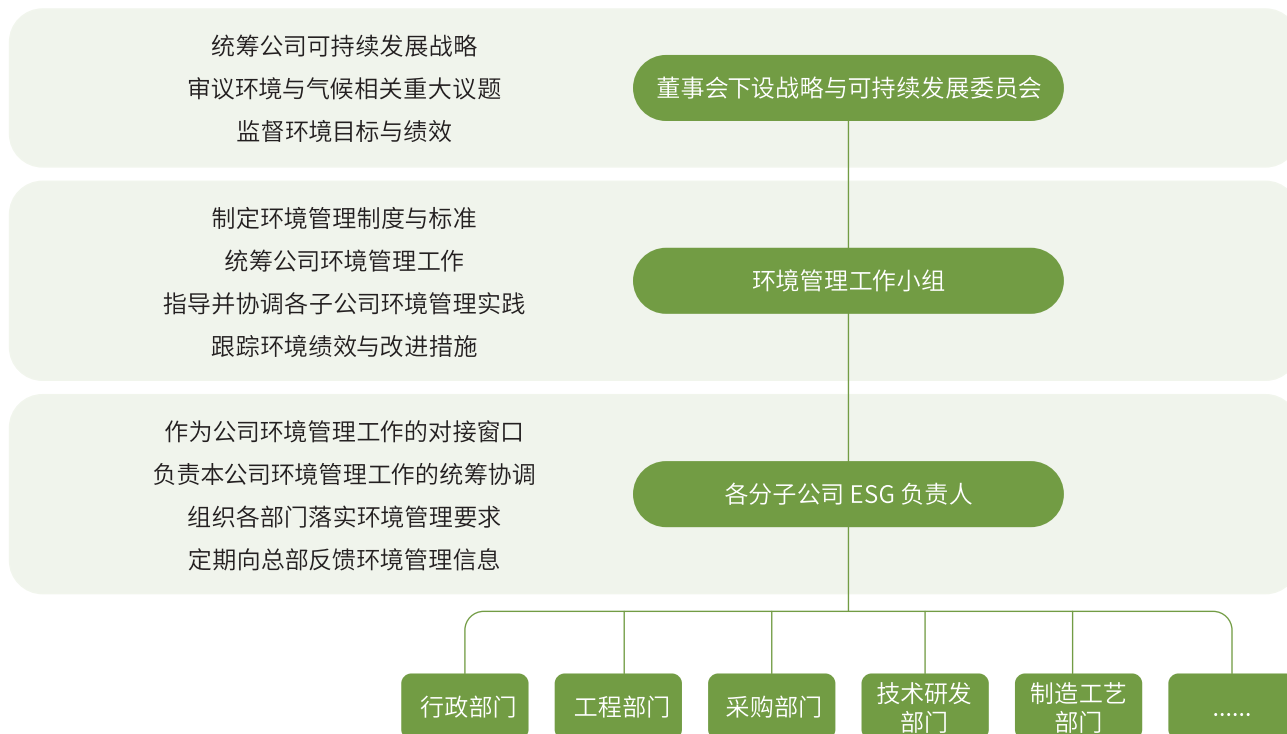 统筹公司可持续发展战略
审议环境与气候相关重大议题
监督环境目标与绩效
董事会下设战略与可持续发展委员会
制定环境管理制度与标准
统筹公司环境管理工作
指导并协调各子公司环境管理实践
跟踪环境绩效与改进措施
环境管理工作小组
作为公司环境管理工作的对接窗口
负责本公司环境管理工作的统筹协调
组织各部门落实环境管理要求
定期向总部反馈环境管理信息
各分子公司 ESG 负责人
行政部门
工程部门
采购部门
技术研发
部门
制造工艺
部门
......